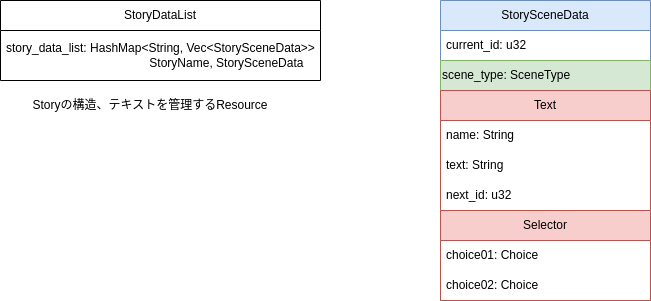 StoryDataList
story_data_list: HashMap<String, Vec<StorySceneData>>
StoryName, StorySceneData
Storyの構造、テキストを管理するResource
StorySceneData
current_id: u32
scene_type: SceneType
Text
name: String
text: String
next_id: u32
Selector
choice01: Choice
choice02: Choice